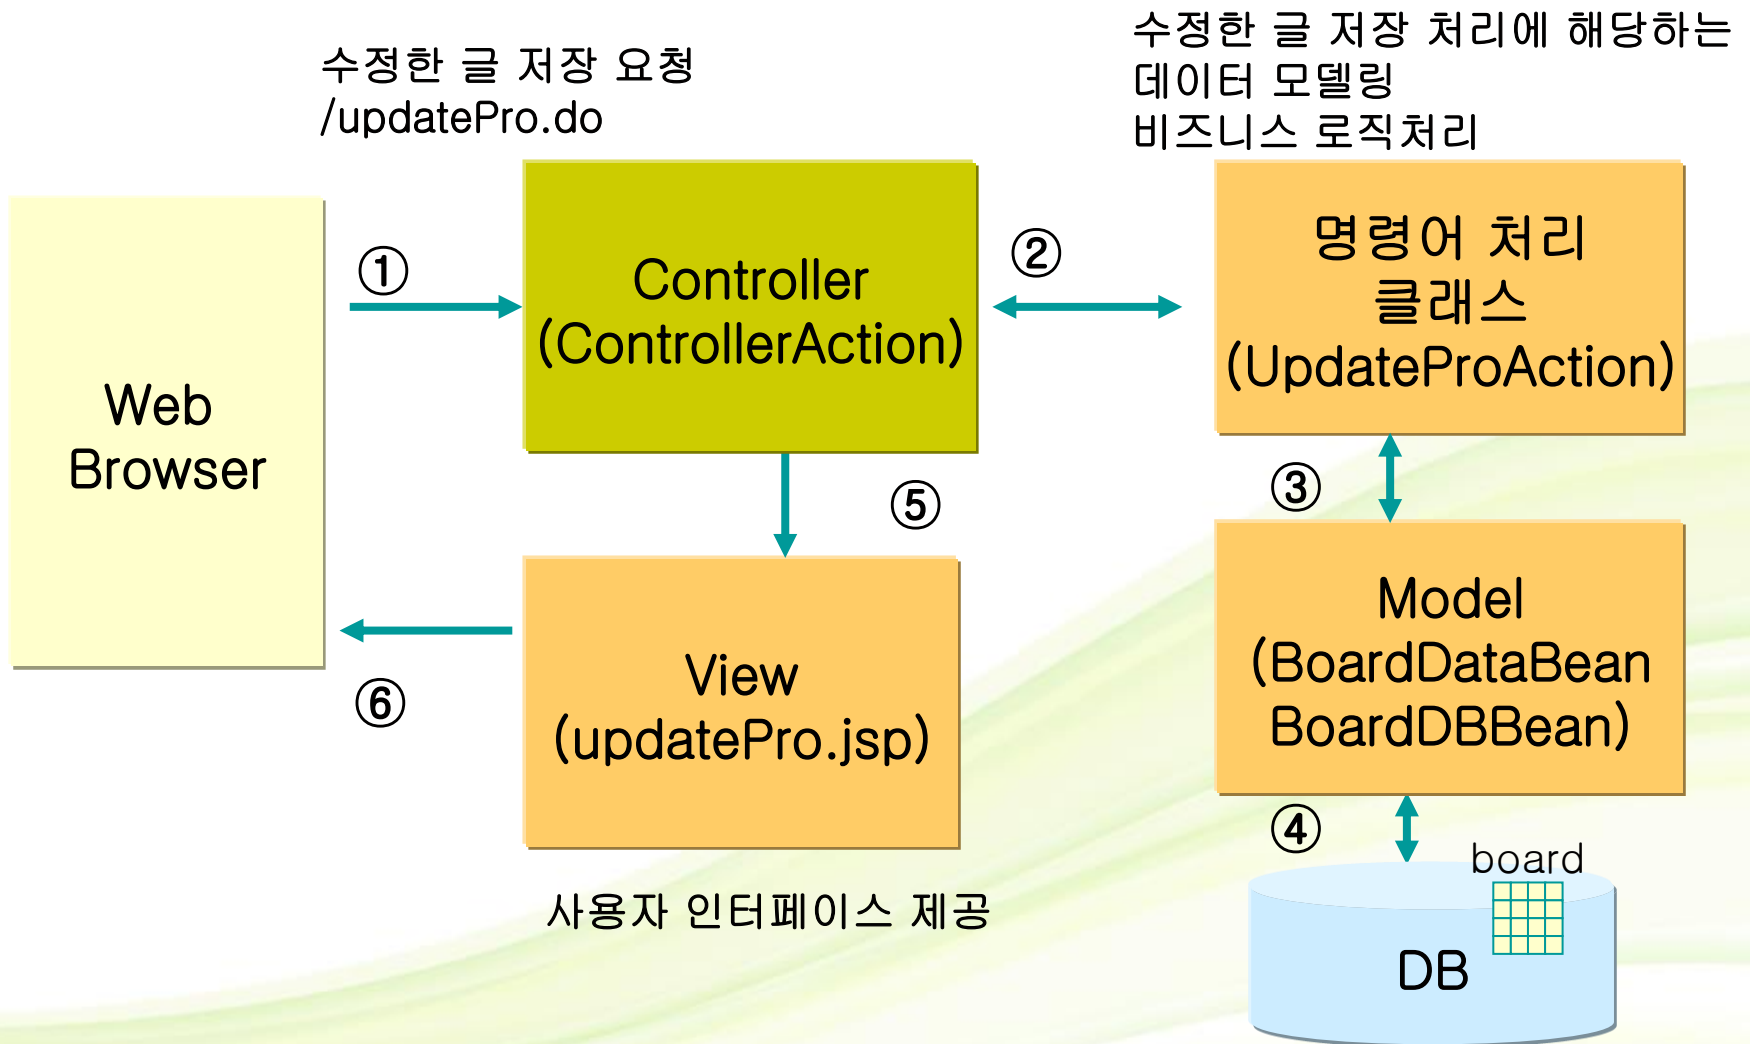 수정한 글 저장 요청
/updatePro.do
수정한 글 저장 처리에 해당하는
데이터 모델링
비즈니스 로직처리
Web
Browser
①
Controller
(ControllerAction)
②
명령어 처리
클래스
(UpdateProAction)
③
Model
(BoardDataBean
BoardDBBean)
④
board
DB
⑤
View
(updatePro.jsp)
⑥
사용자 인터페이스 제공